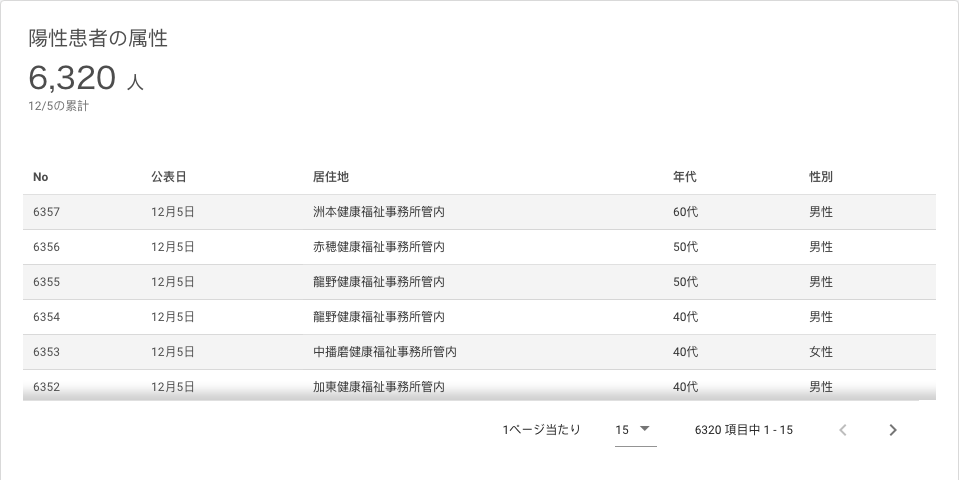 陽性患者の属性
6,320 人
12/5の累計
No 公表日 居住地 年代 性別
6357 12月5日 洲本健康福祉事務所管内 60代 男性
6356 12月5日 赤穂健康福祉事務所管内 50代 男性
6355 12月5日 龍野健康福祉事務所管内 50代 男性
6354 12月5日 龍野健康福祉事務所管内 40代 男性
6353 12月5日 中播磨健康福祉事務所管内 40代 女性
6352 12月5日 加東健康福祉事務所管内 40代 男性
1ページ当たり 15 6320 項目中 1 - 15